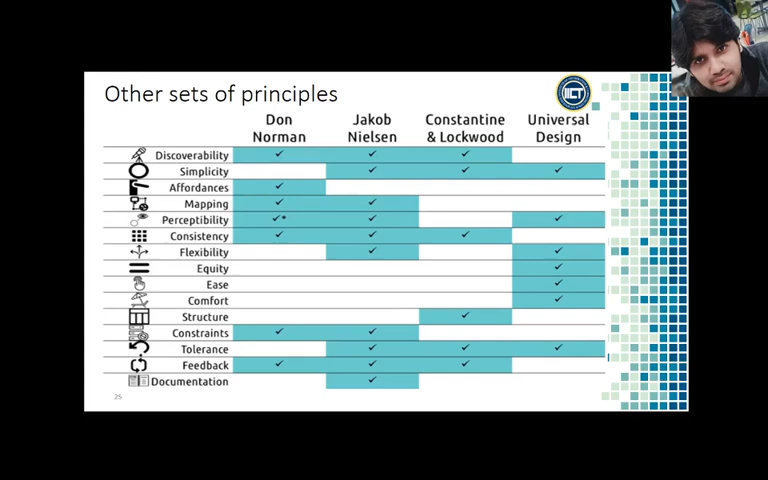 Other sets of principles
IICT
Don Norman
Jakob Nielsen
Constantine & Lockwood
Universal Design
Discoverability ✓ ✓ ✓
Simplicity ✓ ✓ ✓
Affordances ✓
Mapping ✓ ✓
Perceptibility ✓* ✓ ✓
Consistency ✓ ✓ ✓
Flexibility ✓ ✓
Equity ✓
Ease ✓
Comfort ✓
Structure ✓
Constraints ✓ ✓
Tolerance ✓ ✓ ✓
Feedback ✓ ✓ ✓
Documentation ✓
25